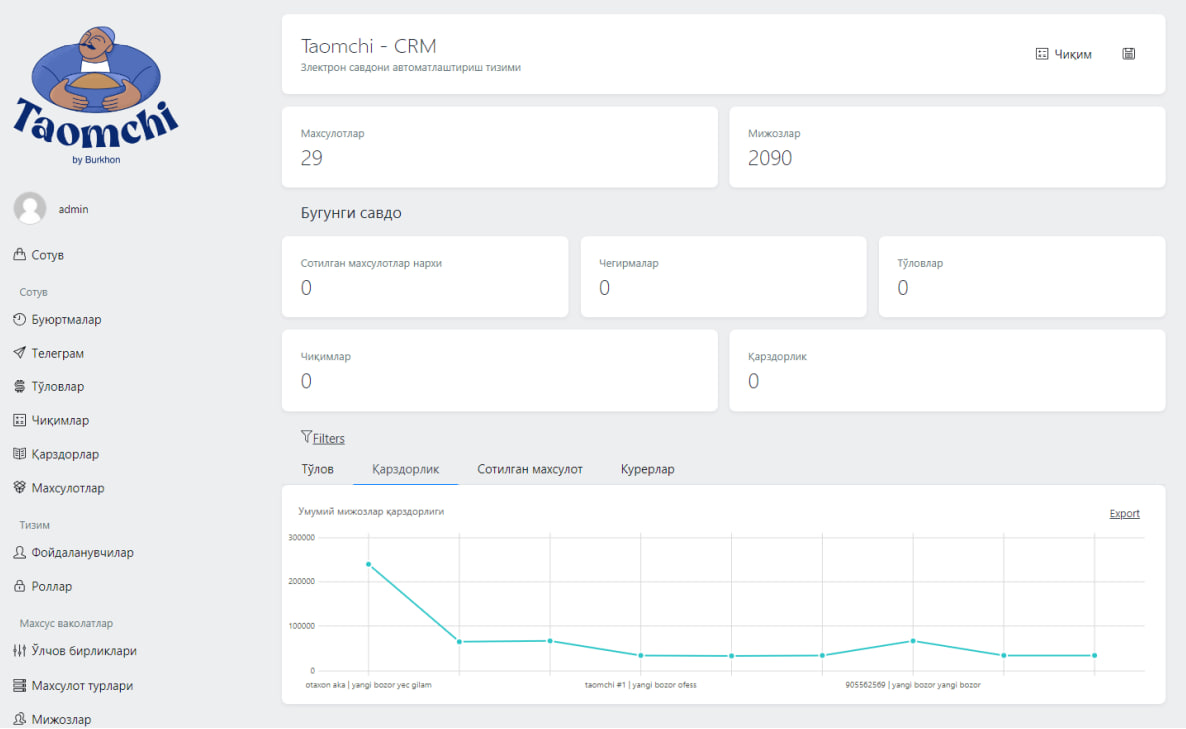 Taomchi
by Burkhon
admin
Сотув
Сотув
Буюртмалар
Телеграм
Тўловлар
Чиқимлар
Қарздорлар
Махсулотлар
Тизим
Фойдаланувчилар
Роллар
Махсус ваколатлар
Ўлчов бирликлари
Махсулот турлари
Мижозлар
Taomchi - CRM
Злектрон савдони автоматлаштириш тизими
Чиқим
Махсулотлар
29
Мижозлар
2090
Бугунги савдо
Сотилган махсулотлар нархи
0
Чегирмалар
0
Тўловлар
0
Чиқимлар
0
Қарздорлик
0
Filters
Тўлов Қарздорлик Сотилган махсулот Курерлар
Умумий мижозлар қарздорлиги
Export
300000
200000
100000
0
otaxon aka | yangi bozor yec gilam
taomchi #1 | yangi bozor ofess
905562569 | yangi bozor yangi bozor